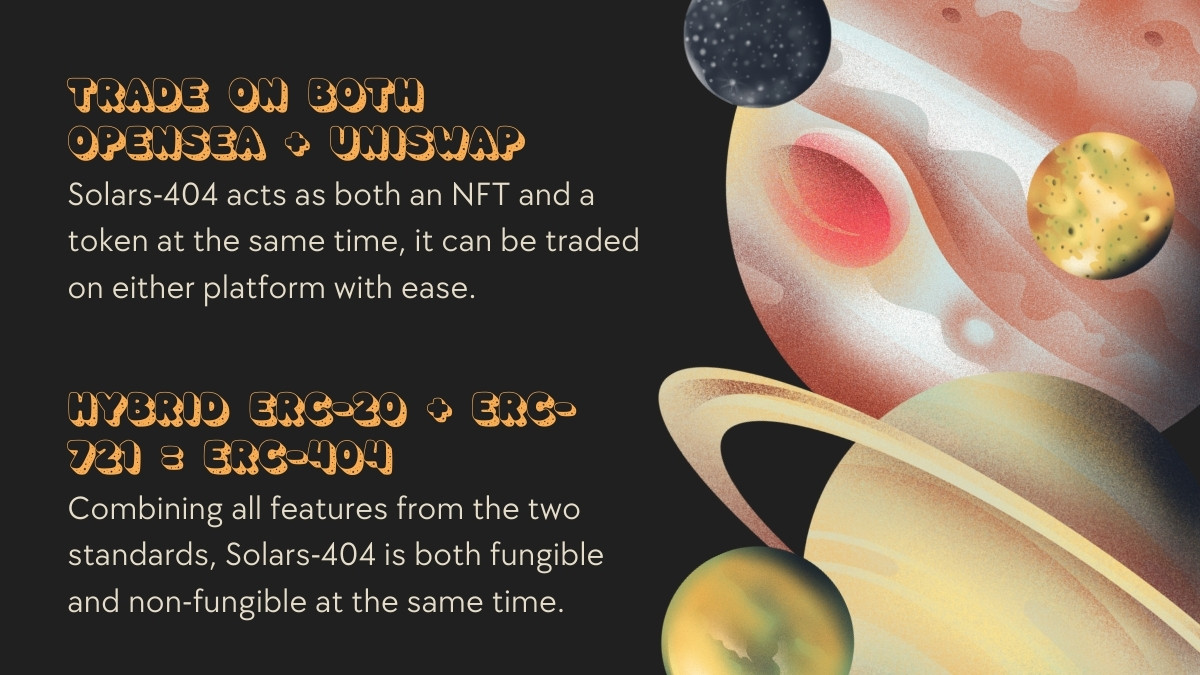 TRADE ON BOTH
OPENSEA + UNISWAP
Solars-404 acts as both an NFT and a
token at the same time, it can be traded
on either platform with ease.
HYBRID ERC-20 + ERC-
721 = ERC-404
Combining all features from the two
standards, Solars-404 is both fungible
and non-fungible at the same time.